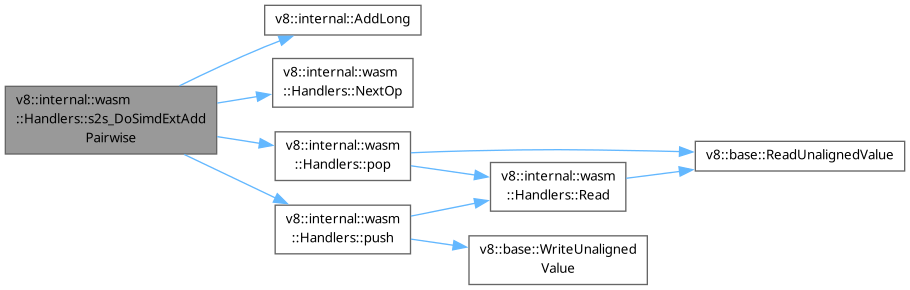 v8::internal::AddLong
v8::internal::wasm
::Handlers::NextOp
v8::internal::wasm
::Handlers::s2s_DoSimdExtAdd
Pairwise
v8::internal::wasm
::Handlers::pop
v8::base::ReadUnalignedValue
v8::internal::wasm
::Handlers::Read
v8::internal::wasm
::Handlers::push
v8::base::WriteUnaligned
Value